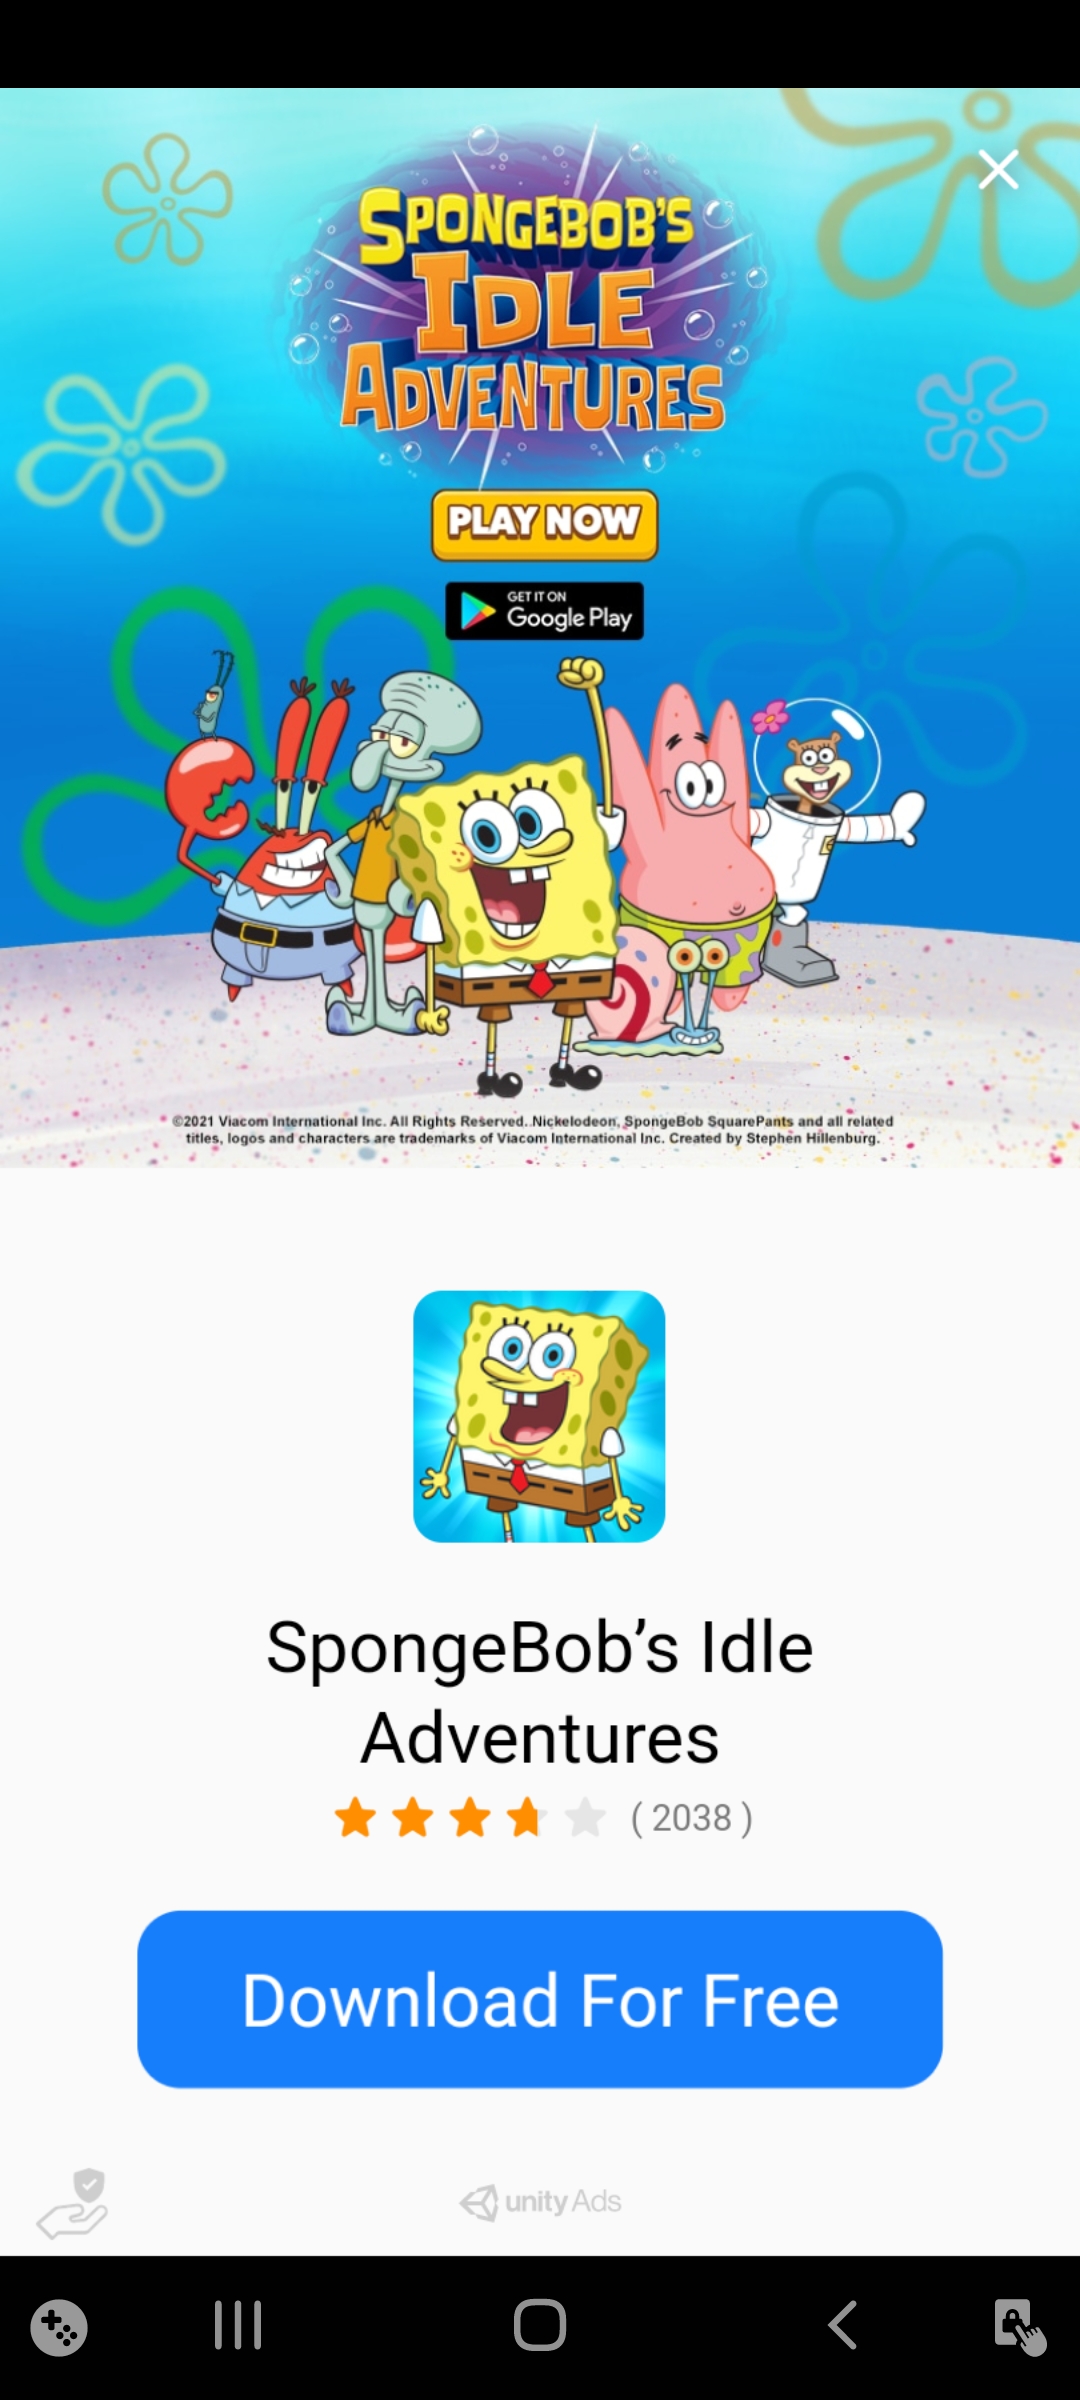 SPONGEBOB'S
IDLE
ADVENTURES
PLAY NOW
GET IT ON
Google Play
©2021 Viacom International Inc. All Rights Reserved. Nickelodeon, SpongeBob SquarePants and all related
titles, logos and characters are trademarks of Viacom International Inc. Created by Stephen Hillenburg.
SpongeBob’s Idle
Adventures
( 2038 )
Download For Free
unity Ads